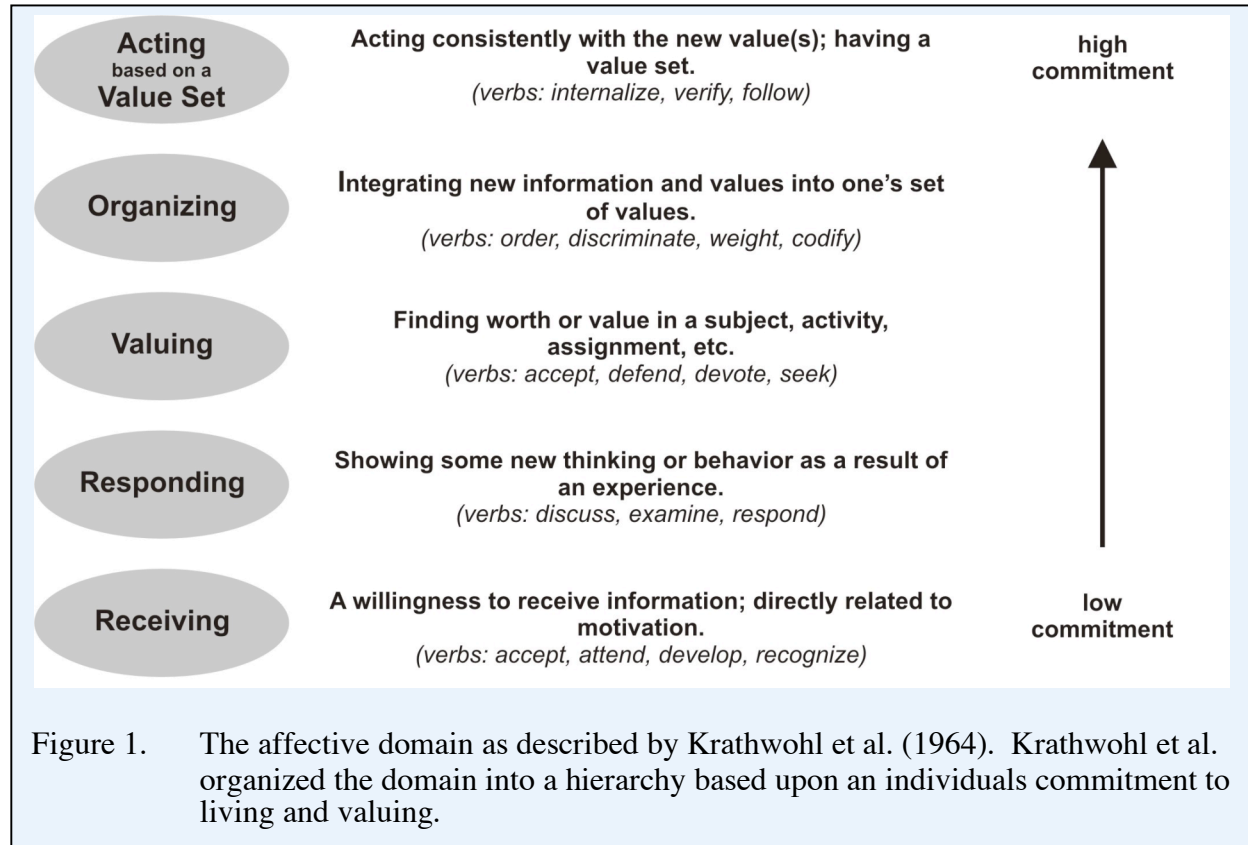 Acting
based on a
Value Set
Acting consistently with the new value(s); having a
value set.
(verbs: internalize, verify, follow)
high
commitment
Organizing
Integrating new information and values into one’s set
of values.
(verbs: order, discriminate, weight, codify)
Valuing
Finding worth or value in a subject, activity,
assignment, etc.
(verbs: accept, defend, devote, seek)
Responding
Showing some new thinking or behavior as a result of
an experience.
(verbs: discuss, examine, respond)
Receiving
A willingness to receive information; directly related to
motivation.
(verbs: accept, attend, develop, recognize)
low
commitment
Figure 1. The affective domain as described by Krathwohl et al. (1964). Krathwohl et al.
organized the domain into a hierarchy based upon an individuals commitment to
living and valuing.